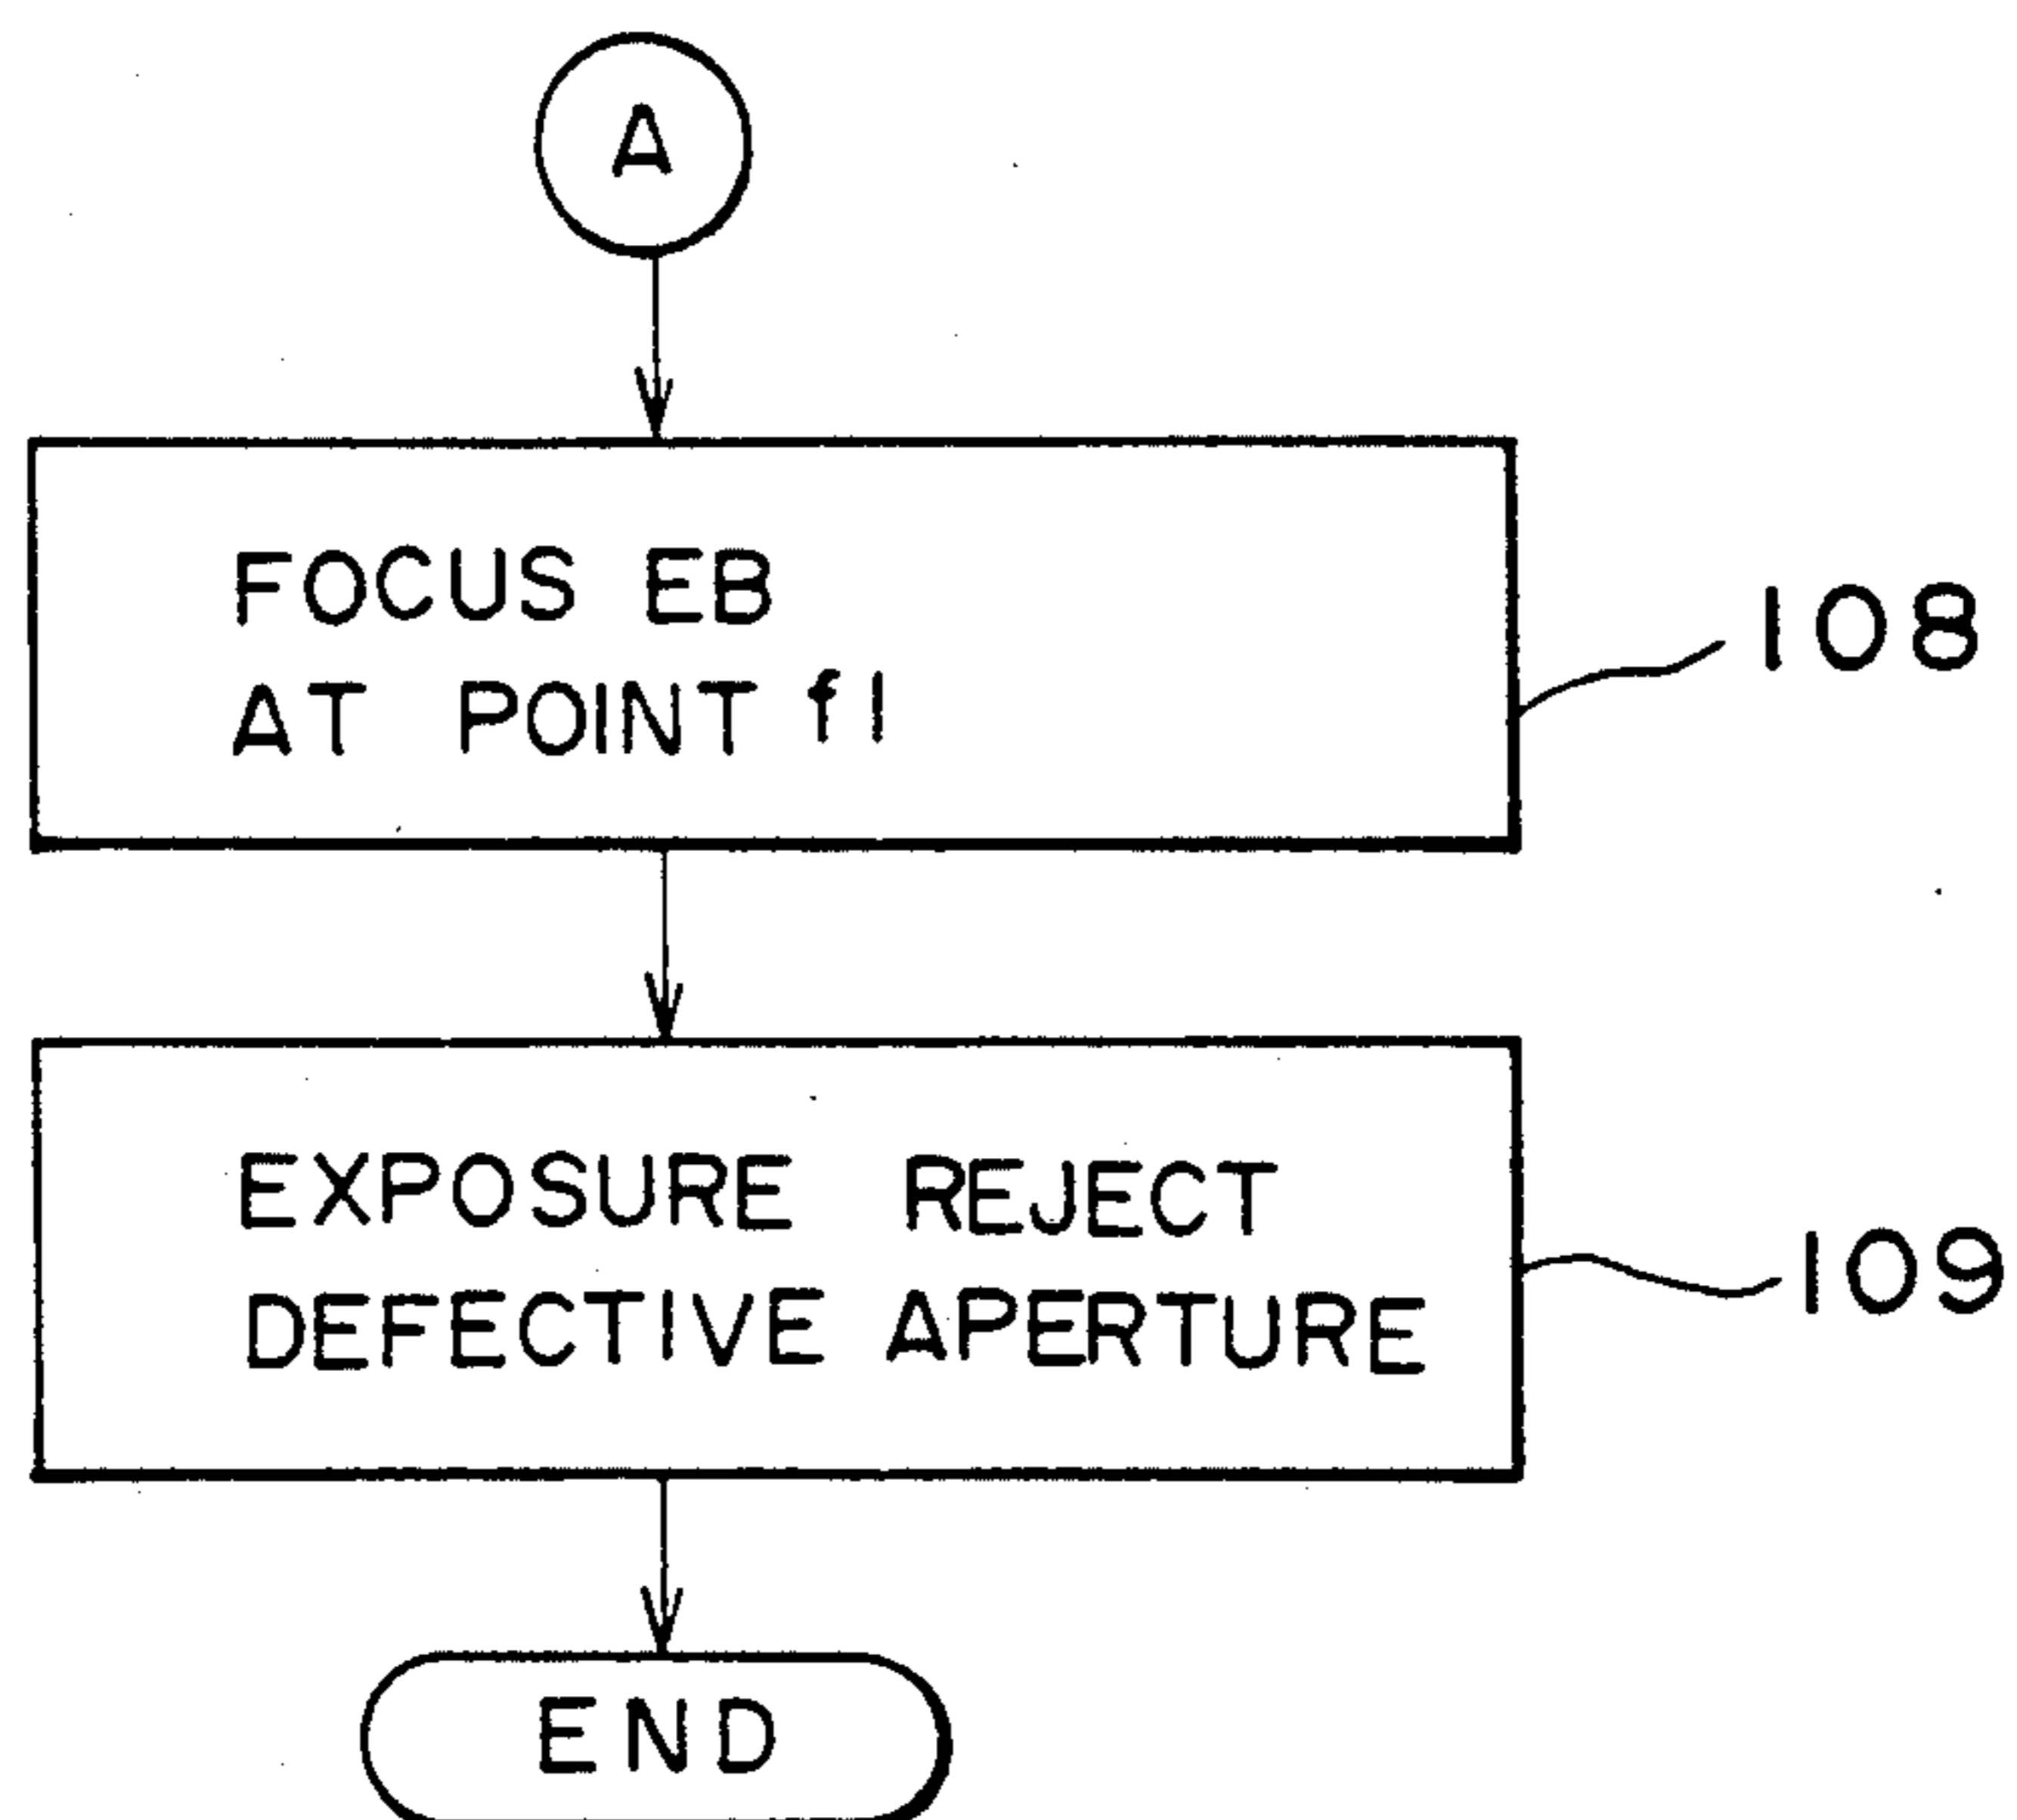 A
FOCUS EB
AT POINT f1
108
EXPOSURE REJECT
DEFECTIVE APERTURE
109
END